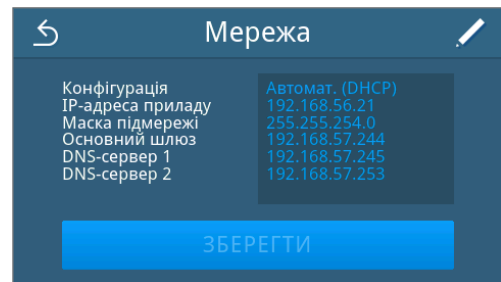 Мережа
Конфігурація Автомат. (DHCP)
IP-адреса приладу 192.168.56.21
Маска підмережі 255.255.254.0
Основний шлюз 192.168.57.244
DNS-сервер 1 192.168.57.245
DNS-сервер 2 192.168.57.253
ЗБЕРЕГТИ